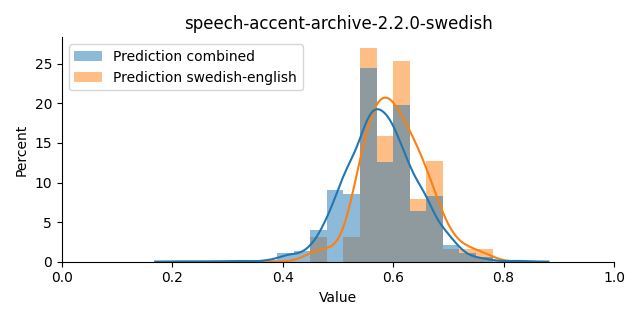 speech-accent-archive-2.2.0-swedish
Prediction combined
Prediction swedish-english
Percent
25
20
15
10
5
0
0.0 0.2 0.4 0.6 0.8 1.0
Value